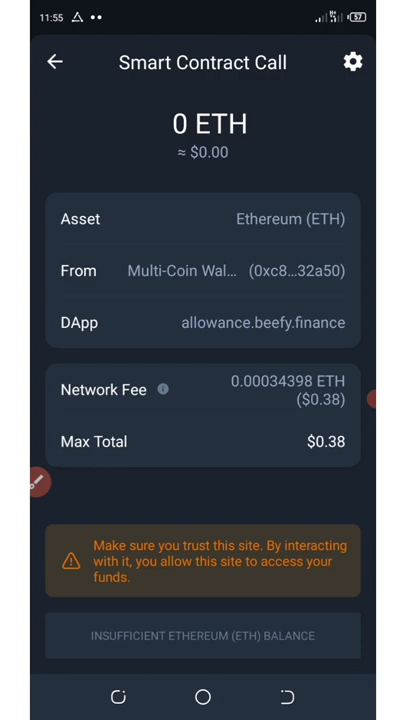 11:55
57
Smart Contract Call
0 ETH
≈ $0.00
Asset Ethereum (ETH)
From Multi-Coin Wal... (0xc8...32a50)
DApp allowance.beefy.finance
Network Fee 0.00034398 ETH
($0.38)
Max Total $0.38
Make sure you trust this site. By interacting
with it, you allow this site to access your
funds.
INSUFFICIENT ETHEREUM (ETH) BALANCE